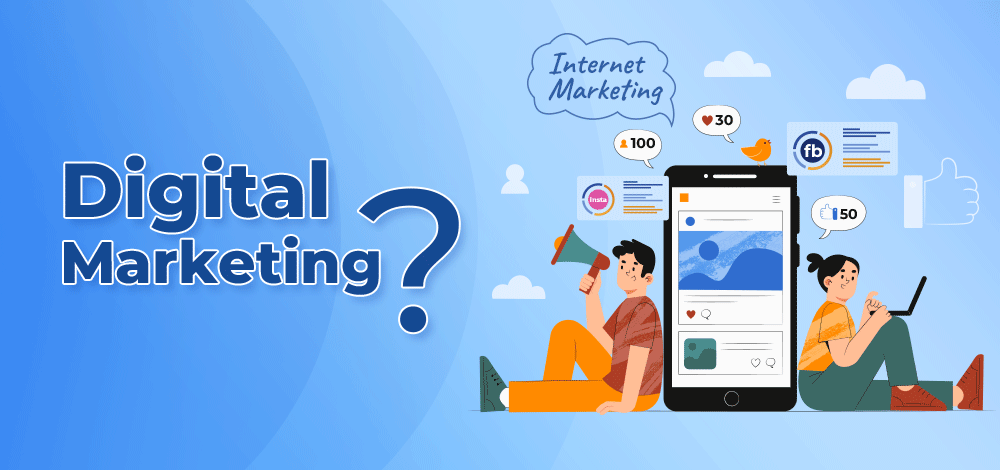 Digital
Marketing
?
Internet
Marketing
30
100
fb
Insta
50